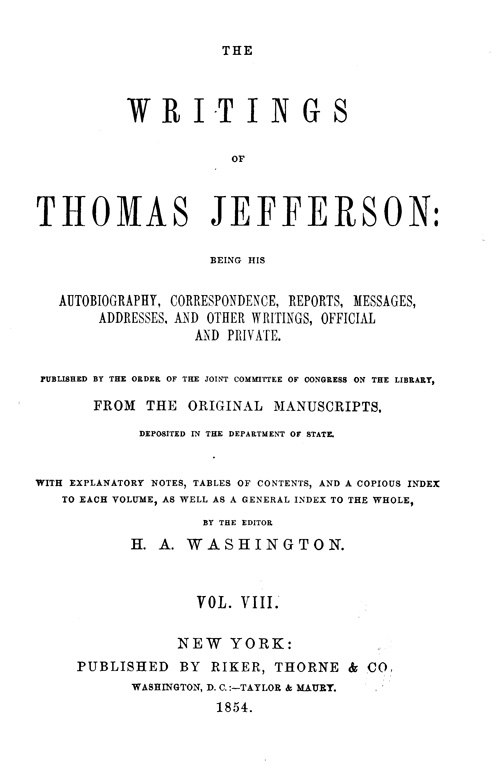 THE
WRITINGS
OF
THOMAS JEFFERSON:
BEING HIS
AUTOBIOGRAPHY, CORRESPONDENCE, REPORTS, MESSAGES,
ADDRESSES, AND OTHER WRITINGS, OFFICIAL
AND PRIVATE.
PUBLISHED BY THE ORDER OF THE JOINT COMMITTEE OF CONGRESS ON THE LIBRARY,
FROM THE ORIGINAL MANUSCRIPTS,
DEPOSITED IN THE DEPARTMENT OF STATE.
WITH EXPLANATORY NOTES, TABLES OF CONTENTS, AND A COPIOUS INDEX
TO EACH VOLUME, AS WELL AS A GENERAL INDEX TO THE WHOLE,
BY THE EDITOR
H. A. WASHINGTON.
VOL. VIII.
NEW YORK:
PUBLISHED BY RIKER, THORNE & CO.
WASHINGTON, D. C.:—TAYLOR & MAURY.
1854.